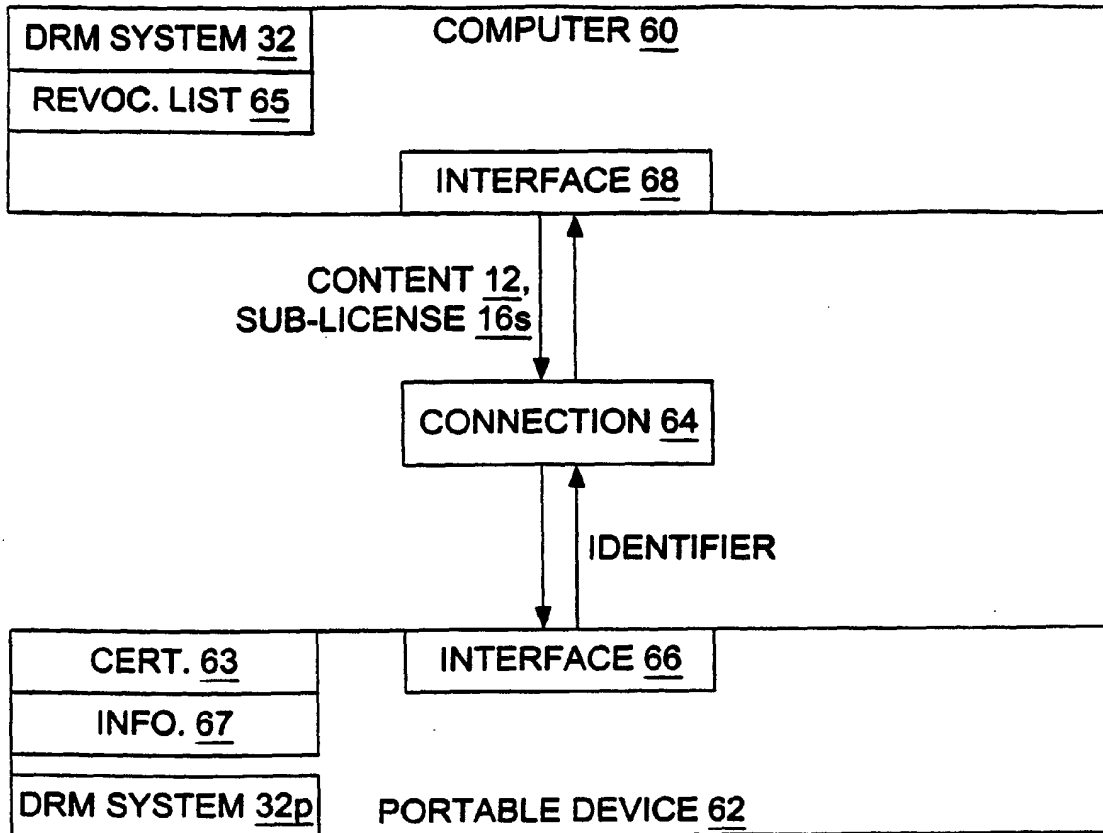 DRM SYSTEM 32
COMPUTER 60
REVOC. LIST 65
INTERFACE 68
CONTENT 12,
SUB-LICENSE 16s
CONNECTION 64
IDENTIFIER
CERT. 63
INTERFACE 66
INFO. 67
DRM SYSTEM 32p
PORTABLE DEVICE 62